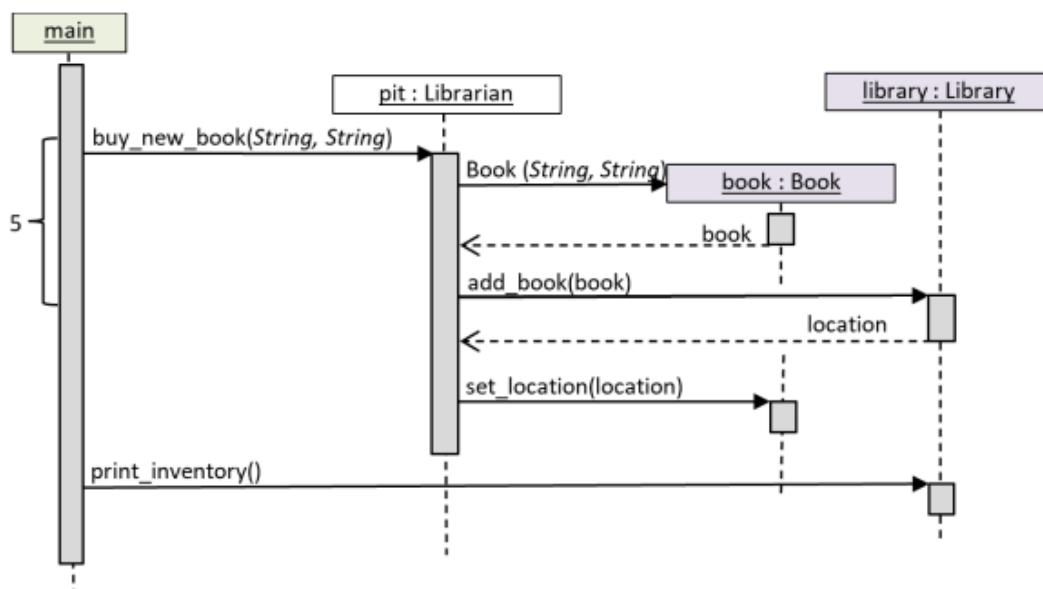 main
pit : Librarian
library : Library
buy_new_book(String, String)
Book (String, String)
book : Book
5
book
add_book(book)
location
set_location(location)
print_inventory()